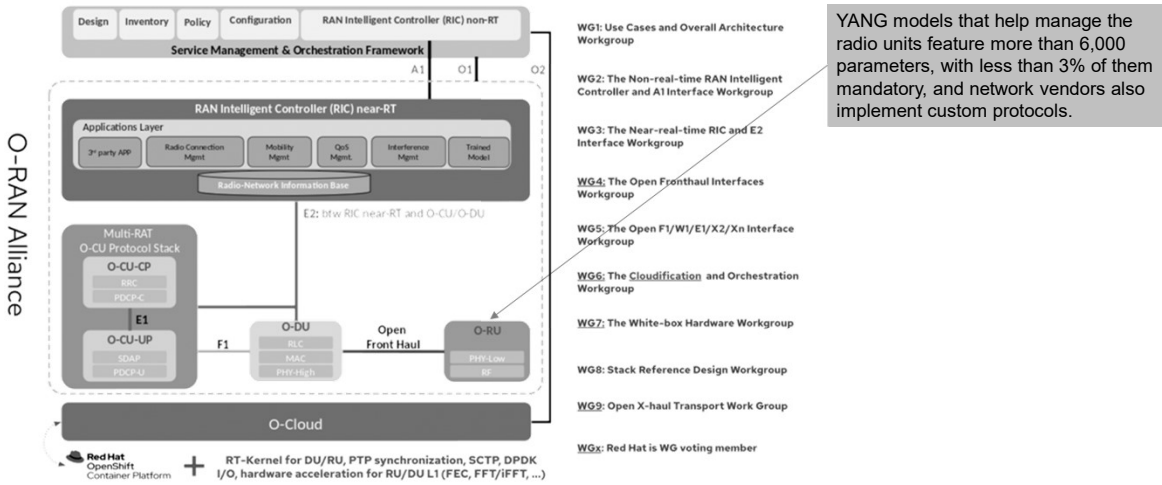 Design Inventory Policy Configuration RAN Intelligent Controller (RIC) non-RT
Service Management & Orchestration Framework
A1 O1 O2
RAN Intelligent Controller (RIC) near-RT
Applications Layer
3rd party APP
Radio Connection
Mgmt
Mobility
Mgmt
QoS
Mgmt.
Interference
Mgmt
Trained
Model
Radio-Network Information Base
E2: btw RIC near-RT and O-CU/O-DU
Multi-RAT
O-CU Protocol Stack
O-CU-CP
RRC
PDCP-C
E1
O-CU-UP
SDAP
PDCP-U
F1
O-DU
RLC
MAC
PHY-High
Open
Front Haul
O-RU
PHY-Low
RF
O-Cloud
Red Hat
OpenShift
Container Platform
+
RT-Kernel for DU/RU, PTP synchronization, SCTP, DPDK
I/O, hardware acceleration for RU/DU L1 (FEC, FFT/iFFT, ...)
O-RAN Alliance
WG1: Use Cases and Overall Architecture
Workgroup
WG2: The Non-real-time RAN Intelligent
Controller and A1 Interface Workgroup
WG3: The Near-real-time RIC and E2
Interface Workgroup
WG4: The Open Fronthaul Interfaces
Workgroup
WG5: The Open F1/W1/E1/X2/Xn Interface
Workgroup
WG6: The Cloudification and Orchestration
Workgroup
WG7: The White-box Hardware Workgroup
WG8: Stack Reference Design Workgroup
WG9: Open X-haul Transport Work Group
WGx: Red Hat is WG voting member
YANG models that help manage the
radio units feature more than 6,000
parameters, with less than 3% of them
mandatory, and network vendors also
implement custom protocols.